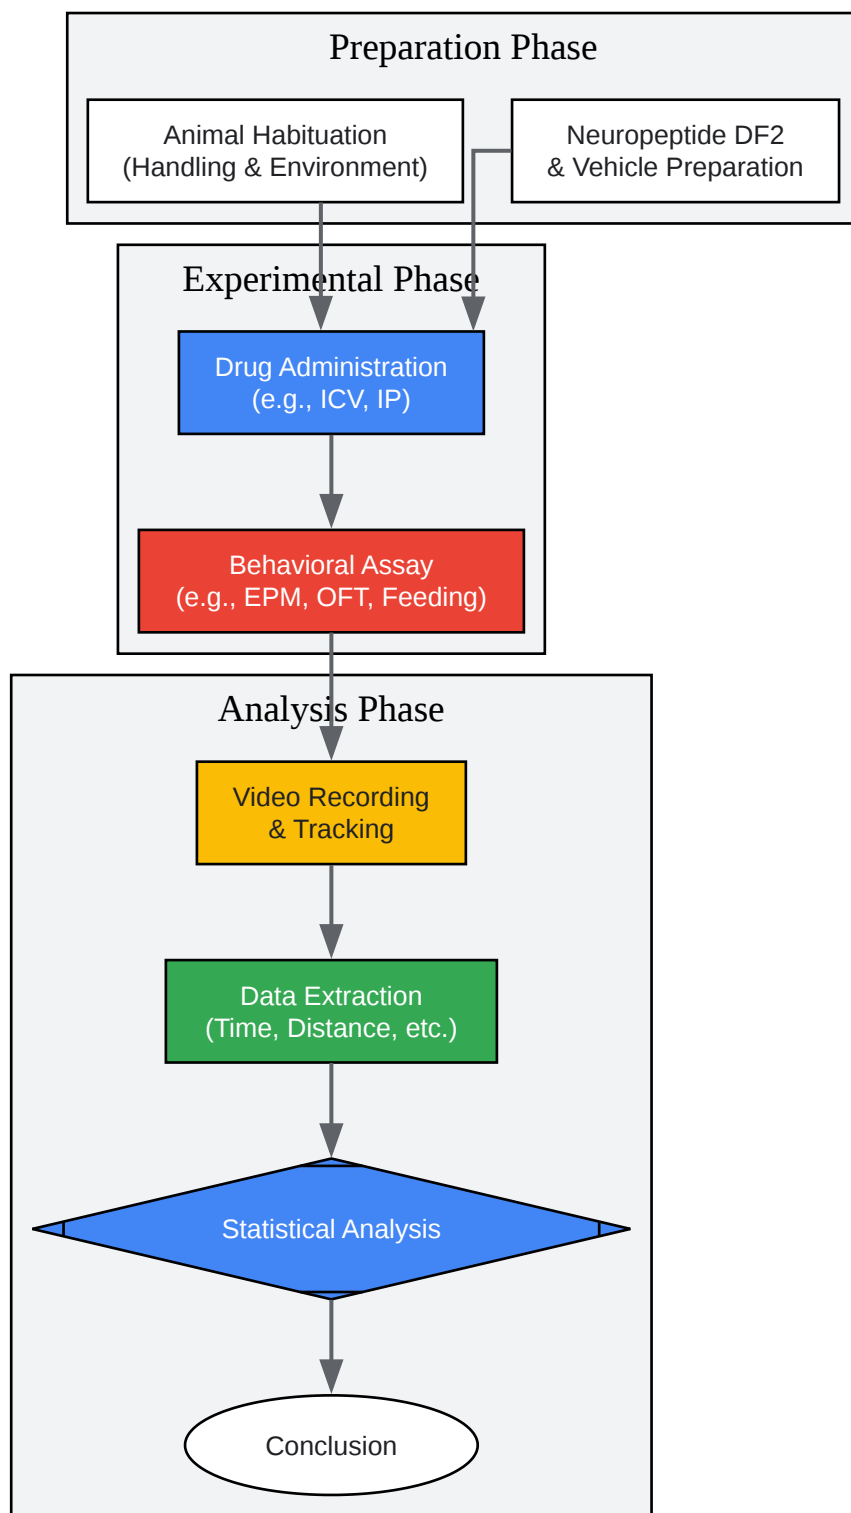 Preparation Phase
Animal Habituation
(Handling & Environment)
Neuropeptide DF2
& Vehicle Preparation
Experimental Phase
Drug Administration
(e.g., ICV, IP)
Behavioral Assay
(e.g., EPM, OFT, Feeding)
Analysis Phase
Video Recording
& Tracking
Data Extraction
(Time, Distance, etc.)
Statistical Analysis
Conclusion